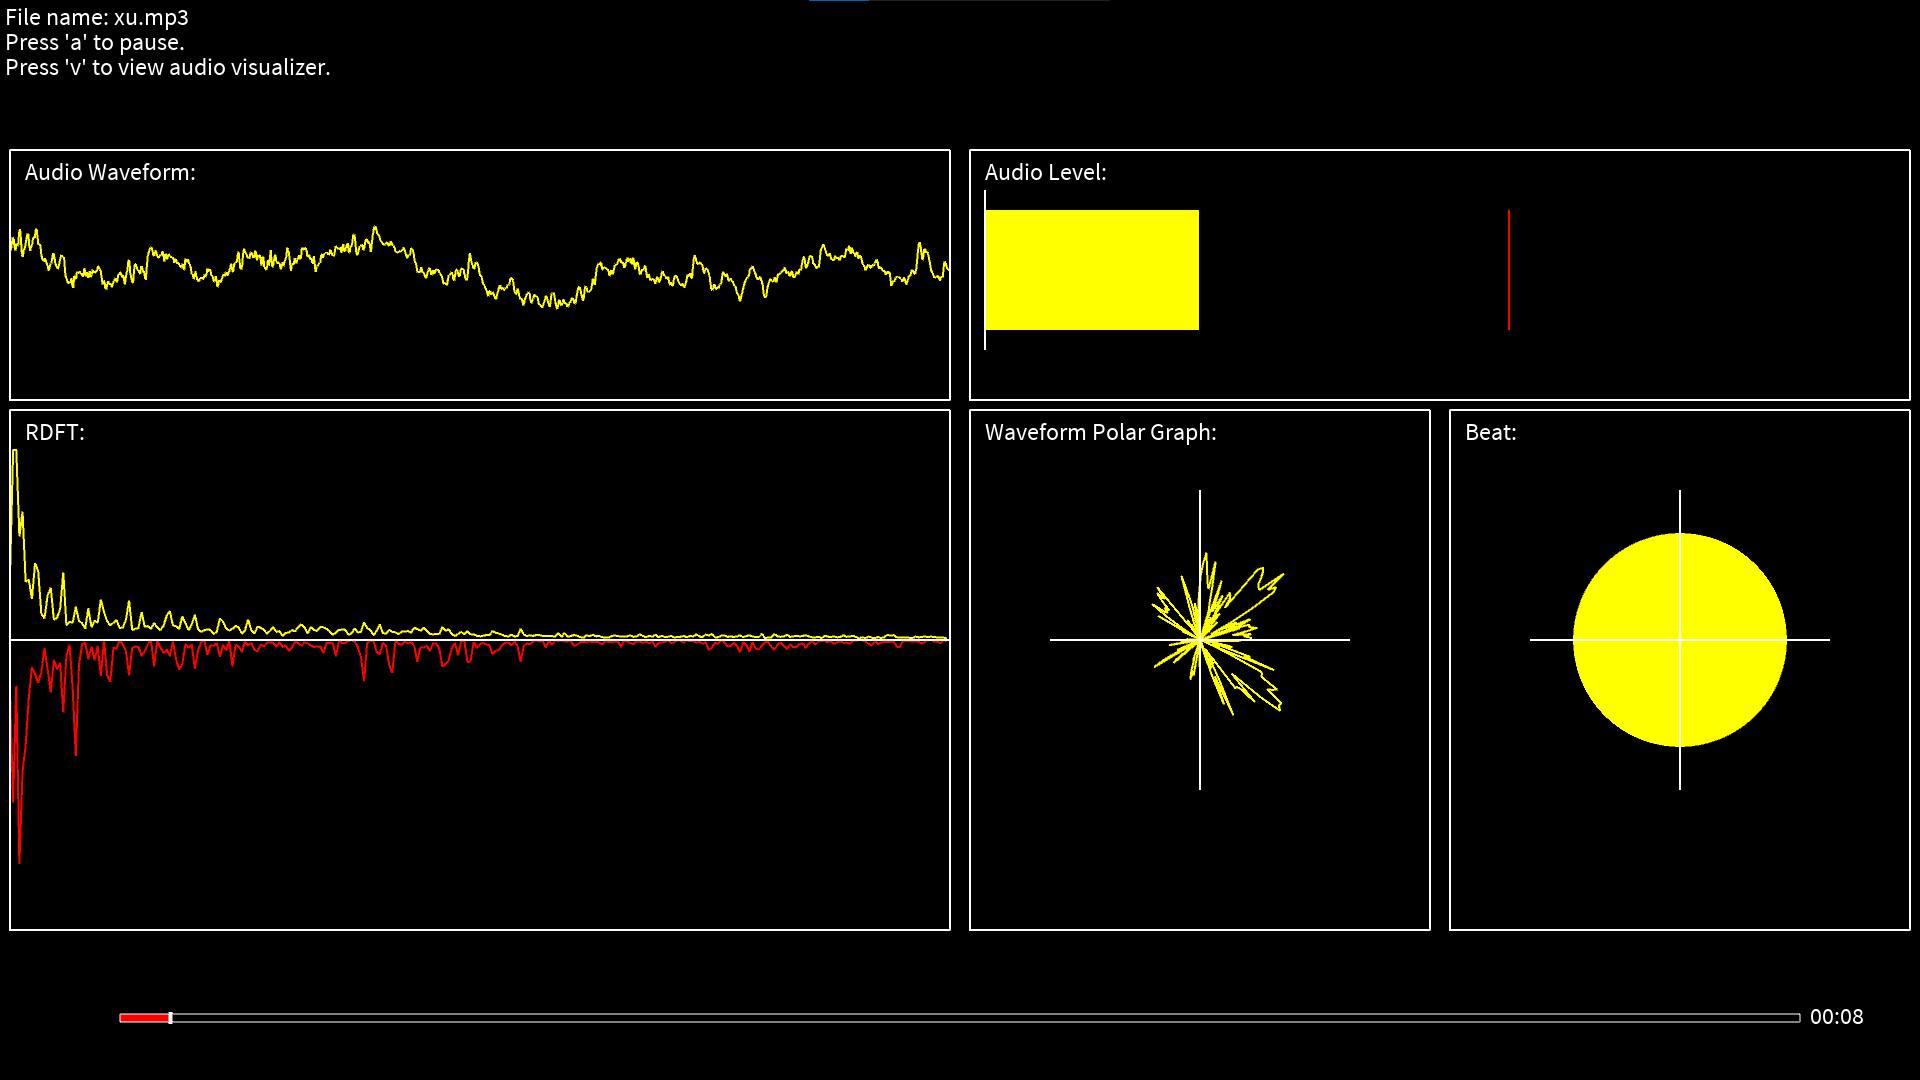 File name: xu.mp3
Press 'a' to pause.
Press 'v' to view audio visualizer.
Audio Waveform:
Audio Level:
RDFT:
Waveform Polar Graph:
Beat:
00:08